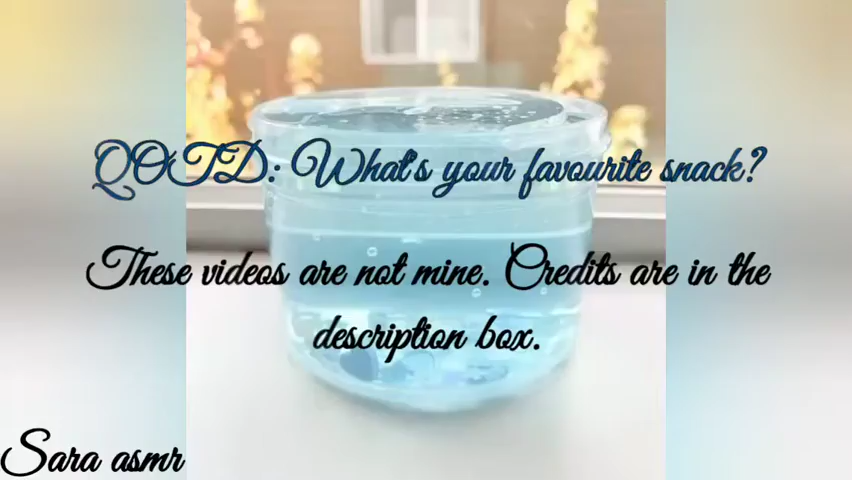 QOTD: What's your favourite snack?
These videos are not mine. Credits are in the
description box.
Sara asmr